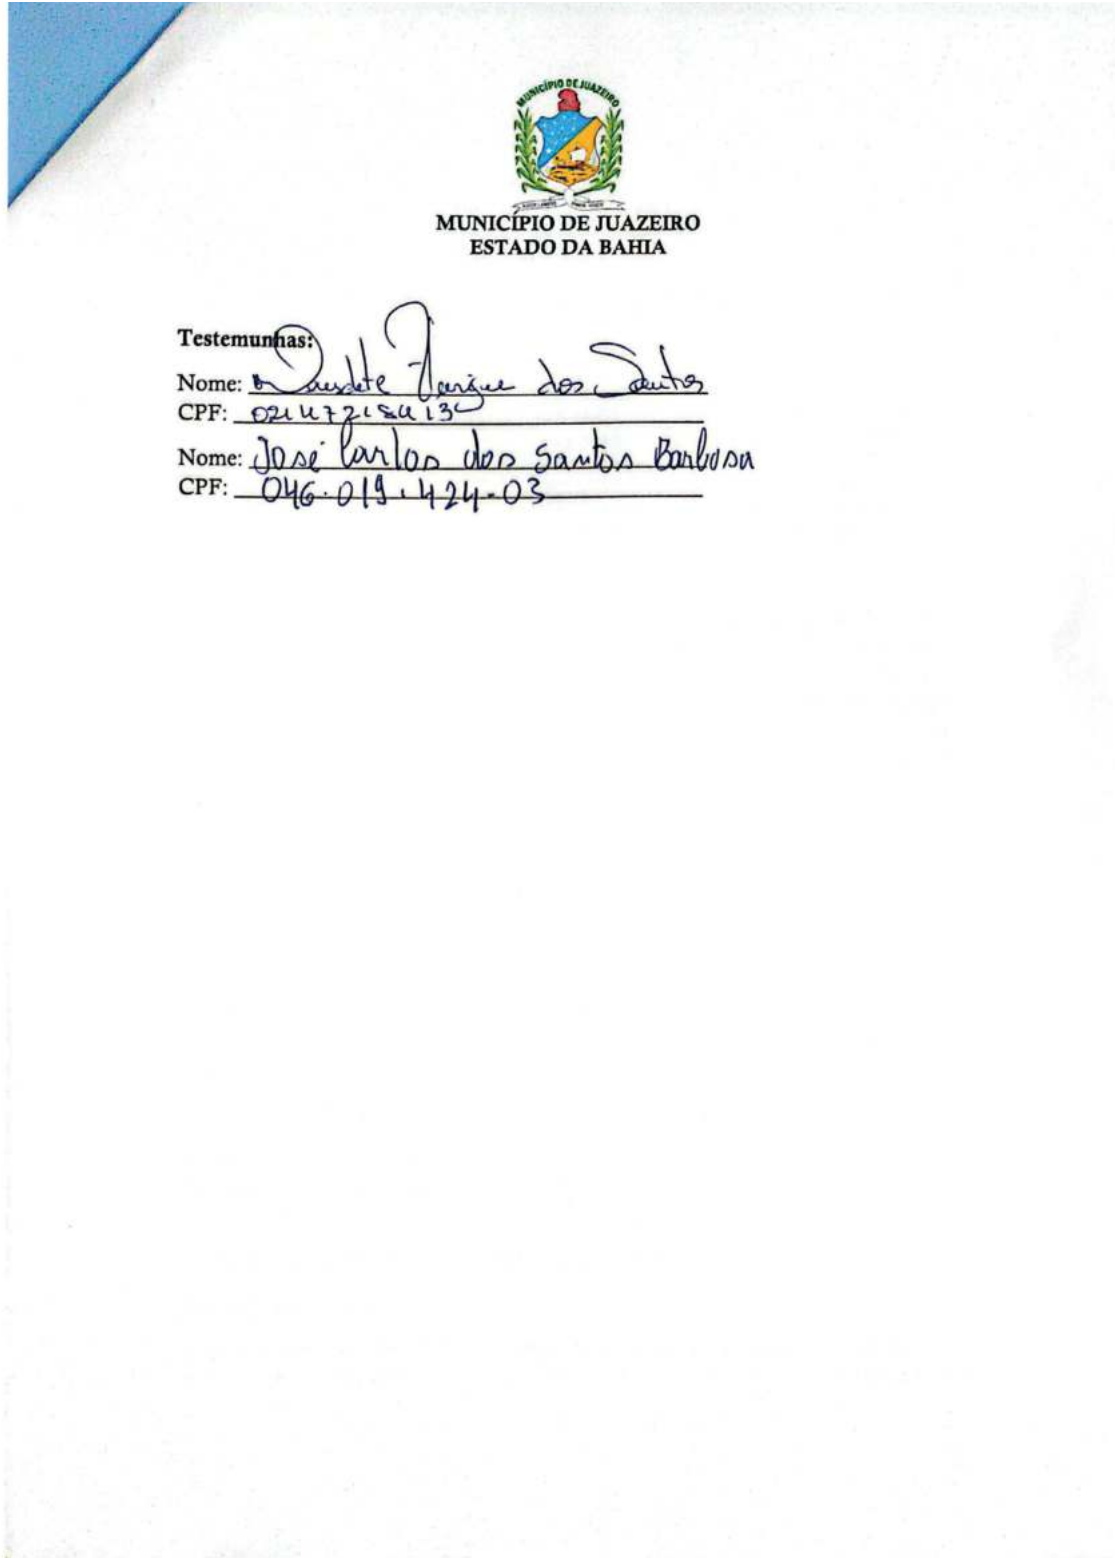 MUNICÍPIO DE JUAZEIRO
MUNICÍPIO DE JUAZEIRO
ESTADO DA BAHIA
Testemunhas:
Nome: dos Santos
CPF:
Nome: José Carlos dos Santos Barbosa
CPF: 046.019.424-03